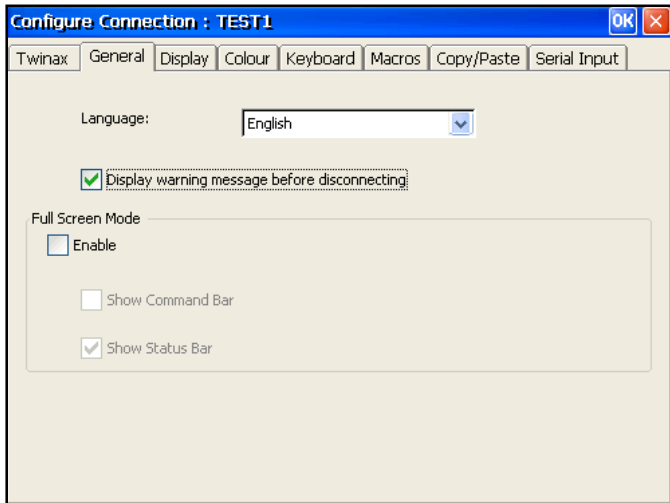 Configure Connection : TEST1 OK
Twinax General Display Colour Keyboard Macros Copy/Paste Serial Input
Language: English
Display warning message before disconnecting
Full Screen Mode
Enable
Show Command Bar
Show Status Bar